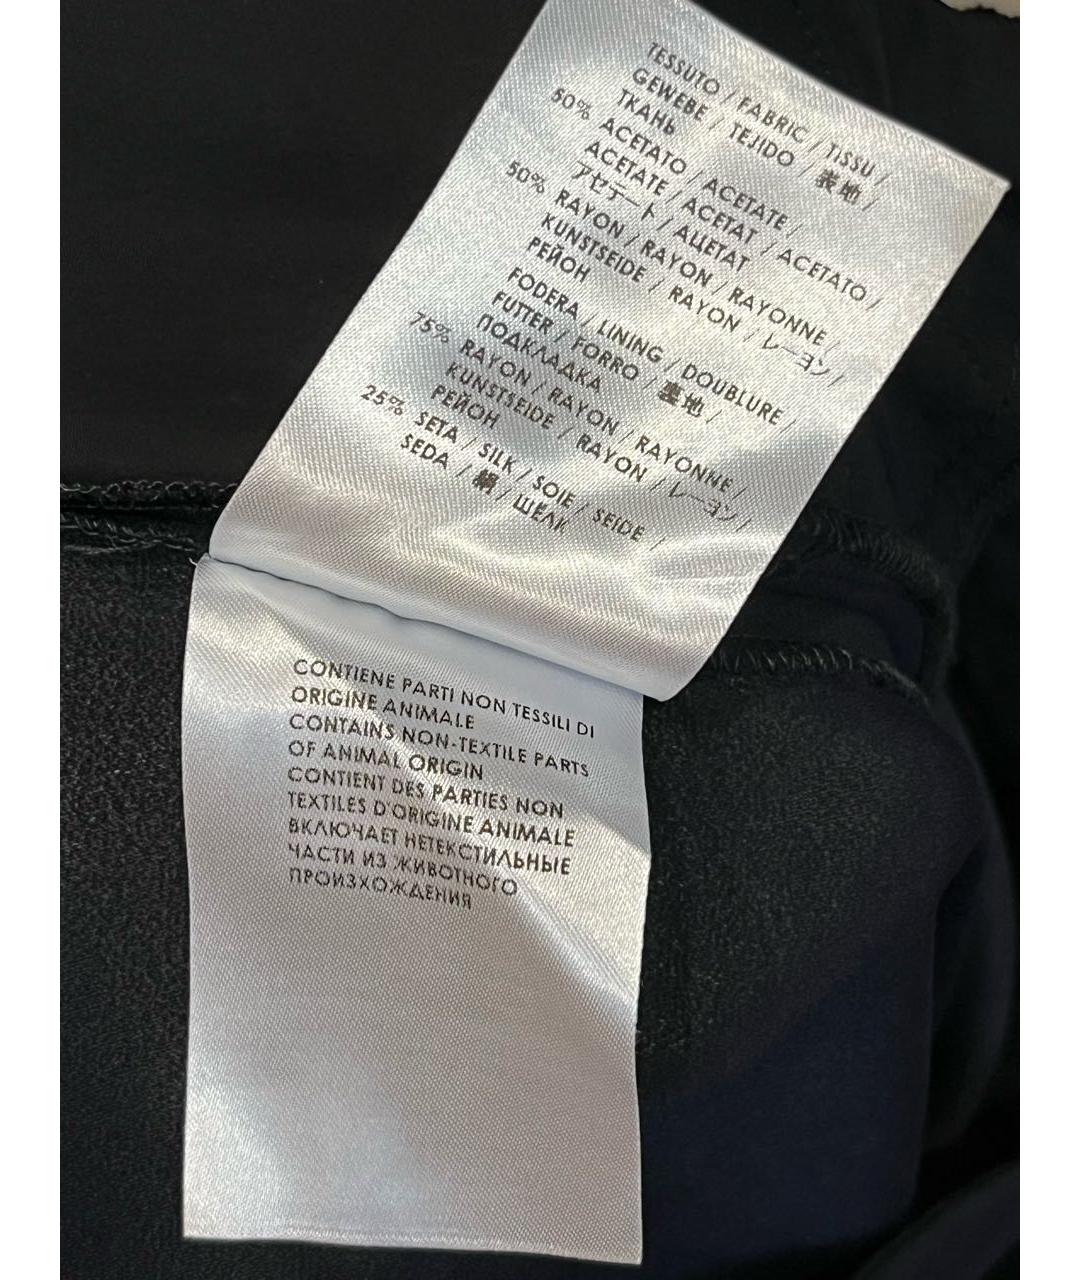 TESSUTO / FABRIC / TISSU /
GEWEBE / TEJIDO / 表地 /
ТКАНЬ
50% ACETATO / ACETATE /
ACETATE / ACETAT / ACETATO /
アセテート / АЦЕТАТ
50% RAYON / RAYON / RAYONNE /
KUNSTSEIDE / RAYON / レーヨン /
РЕЙОН
FODERA / LINING / DOUBLURE /
FUTTER / FORRO / 裏地 /
ПОДКЛАДКА
75% RAYON / RAYON / RAYONNE /
KUNSTSEIDE / RAYON / レーヨン /
РЕЙОН
25% SETA / SILK / SOIE / SEIDE /
SEDA / 絹 / ШЁЛК
CONTIENE PARTI NON TESSILI DI
ORIGINE ANIMALE
CONTAINS NON-TEXTILE PARTS
OF ANIMAL ORIGIN
CONTIENT DES PARTIES NON
TEXTILES D'ORIGINE ANIMALE
ВКЛЮЧАЕТ НЕТЕКСТИЛЬНЫЕ
ЧАСТИ ИЗ ЖИВОТНОГО
ПРОИЗХОЖДЕНИЯ